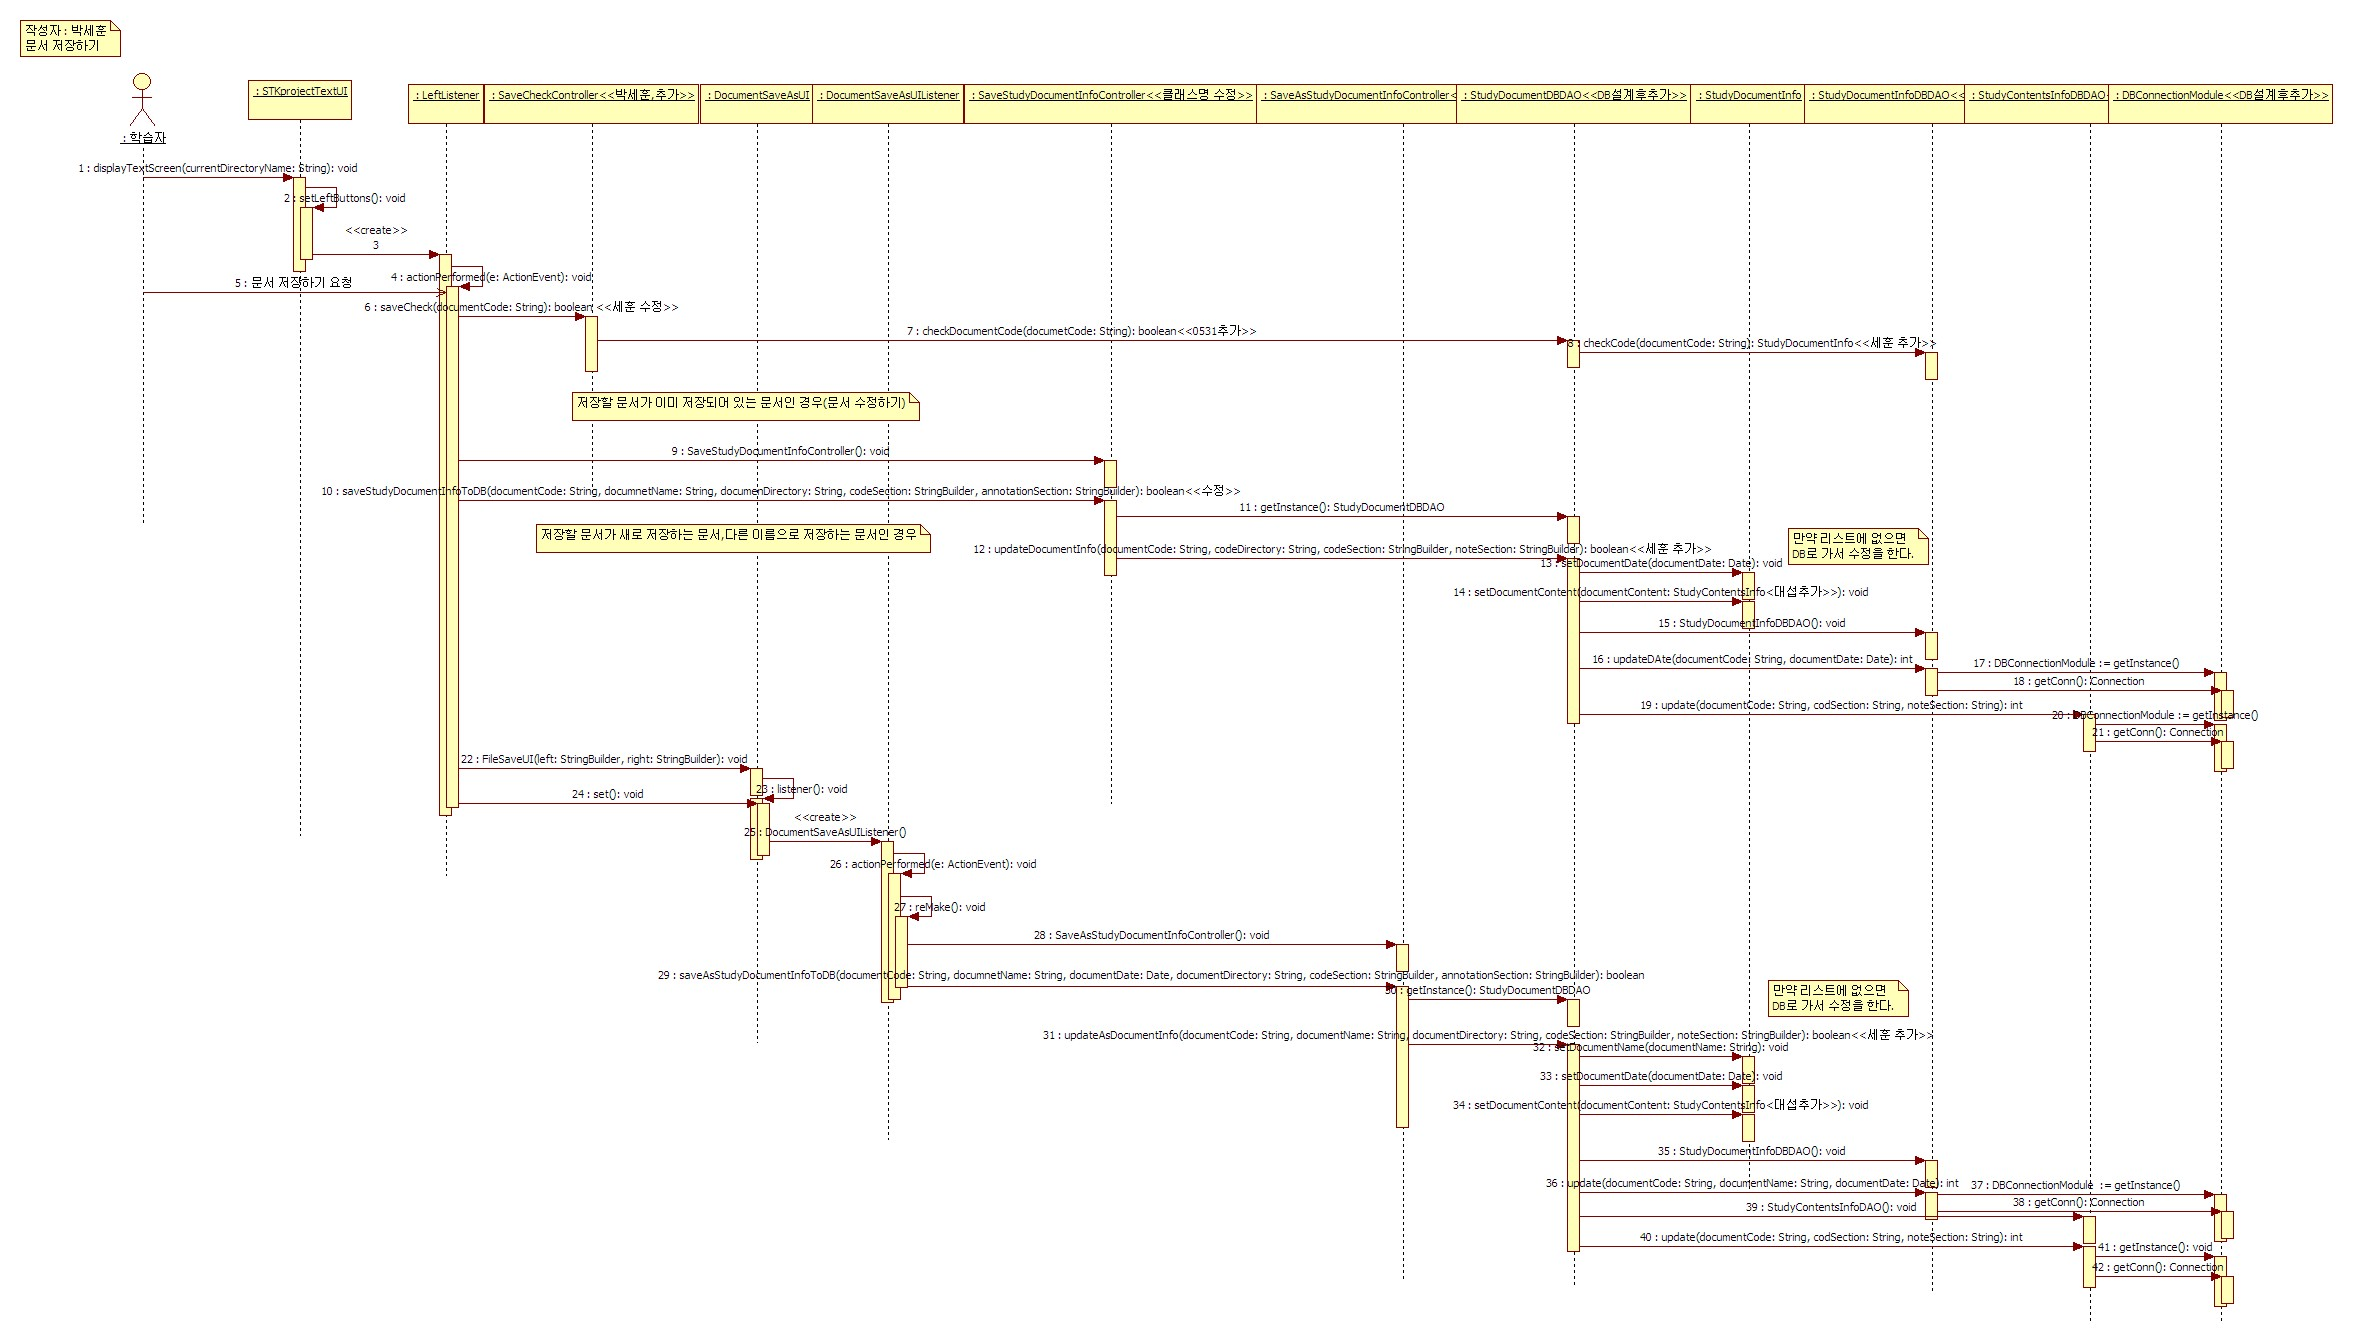 작성자 : 박세훈
문서 저장하기
: 학습자
: STKprojectTextUI
: LeftListener
: SaveCheckController<<박세훈,추가>>
: DocumentSaveAsUI
: DocumentSaveAsUIListener
: SaveStudyDocumentInfoController<<클래스명 수정>>
: SaveAsStudyDocumentInfoController<
: StudyDocumentDBDAO<<DB설계후추가>>
: StudyDocumentInfo
: StudyDocumentInfoDBDAO<<
: StudyContentsInfoDBDAO
: DBConnectionModule<<DB설계후추가>>
1 : displayTextScreen(currentDirectoryName: String): void
2 : setLeftButtons(): void
<<create>>
3
4 : actionPerformed(e: ActionEvent): void
5 : 문서 저장하기 요청
6 : saveCheck(documentCode: String): boolean <<세훈 수정>>
7 : checkDocumentCode(documetCode: String): boolean<<0531추가>>
8 : checkCode(documentCode: String): StudyDocumentInfo<<세훈 추가>>
저장할 문서가 이미 저장되어 있는 문서인 경우(문서 수정하기)
9 : SaveStudyDocumentInfoController(): void
10 : saveStudyDocumentInfoToDB(documentCode: String, documnetName: String, documenDirectory: String, codeSection: StringBuilder, annotationSection: StringBuilder): boolean<<수정>>
11 : getInstance(): StudyDocumentDBDAO
저장할 문서가 새로 저장하는 문서,다른 이름으로 저장하는 문서인 경우
만약 리스트에 없으면
DB로 가서 수정을 한다.
12 : updateDocumentInfo(documentCode: String, codeDirectory: String, codeSection: StringBuilder, noteSection: StringBuilder): boolean<<세훈 추가>>
13 : setDocumentDate(documentDate: Date): void
14 : setDocumentContent(documentContent: StudyContentsInfo<대섭추가>>): void
15 : StudyDocumentInfoDBDAO(): void
16 : updateDAte(documentCode: String, documentDate: Date): int
17 : DBConnectionModule := getInstance()
18 : getConn(): Connection
19 : update(documentCode: String, codSection: String, noteSection: String): int
20 : DBConnectionModule := getInstance()
21 : getConn(): Connection
22 : FileSaveUI(left: StringBuilder, right: StringBuilder): void
23 : listener(): void
24 : set(): void
<<create>>
25 : DocumentSaveAsUIListener()
26 : actionPerformed(e: ActionEvent): void
27 : reMake(): void
28 : SaveAsStudyDocumentInfoController(): void
29 : saveAsStudyDocumentInfoToDB(documentCode: String, documnetName: String, documentDate: Date, documentDirectory: String, codeSection: StringBuilder, annotationSection: StringBuilder): boolean
30 : getInstance(): StudyDocumentDBDAO
만약 리스트에 없으면
DB로 가서 수정을 한다.
31 : updateAsDocumentInfo(documentCode: String, documentName: String, documentDirectory: String, codeSection: StringBuilder, noteSection: StringBuilder): boolean<<세훈 추가>>
32 : setDocumentName(documentName: String): void
33 : setDocumentDate(documentDate: Date): void
34 : setDocumentContent(documentContent: StudyContentsInfo<대섭추가>>): void
35 : StudyDocumentInfoDBDAO(): void
36 : update(documentCode: String, documentName: String, documentDate: Date): int
37 : DBConnectionModule := getInstance()
38 : getConn(): Connection
39 : StudyContentsInfoDAO(): void
40 : update(documentCode: String, codSection: String, noteSection: String): int
41 : getInstance(): void
42 : getConn(): Connection